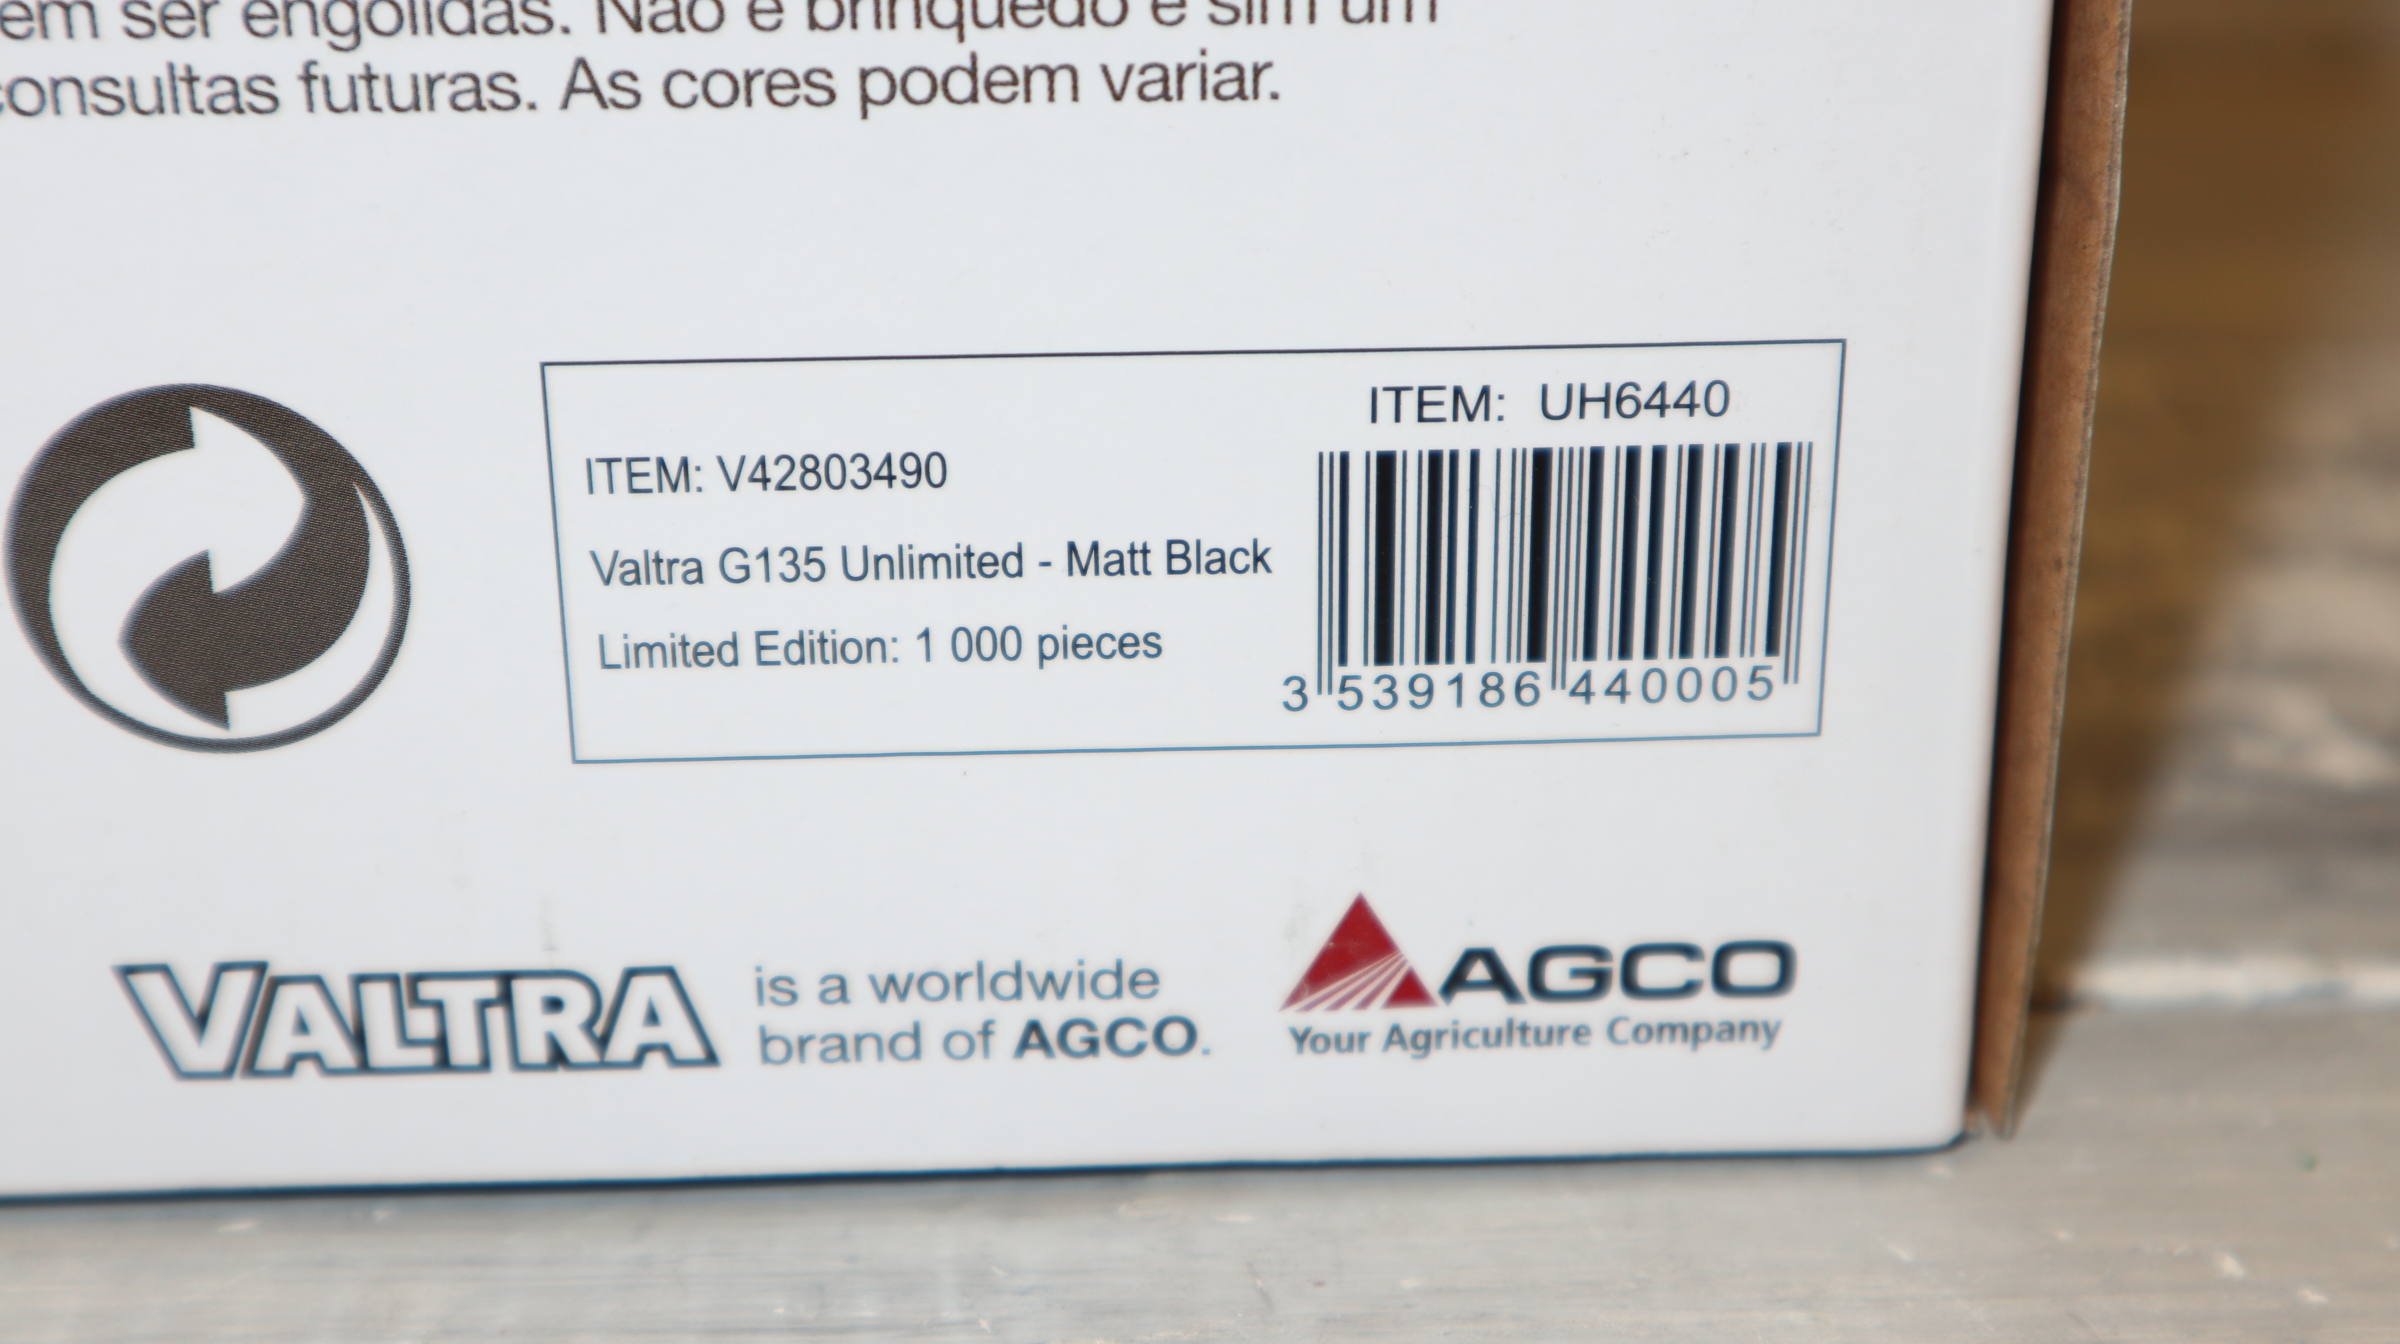 em ser engolidas. Não é brinquedo e sim um
consultas futuras. As cores podem variar.
ITEM: UH6440
ITEM: V42803490
Valtra G135 Unlimited - Matt Black
Limited Edition: 1 000 pieces
3 539186 440005
VALTRA is a worldwide
brand of AGCO.
AGCO
Your Agriculture Company